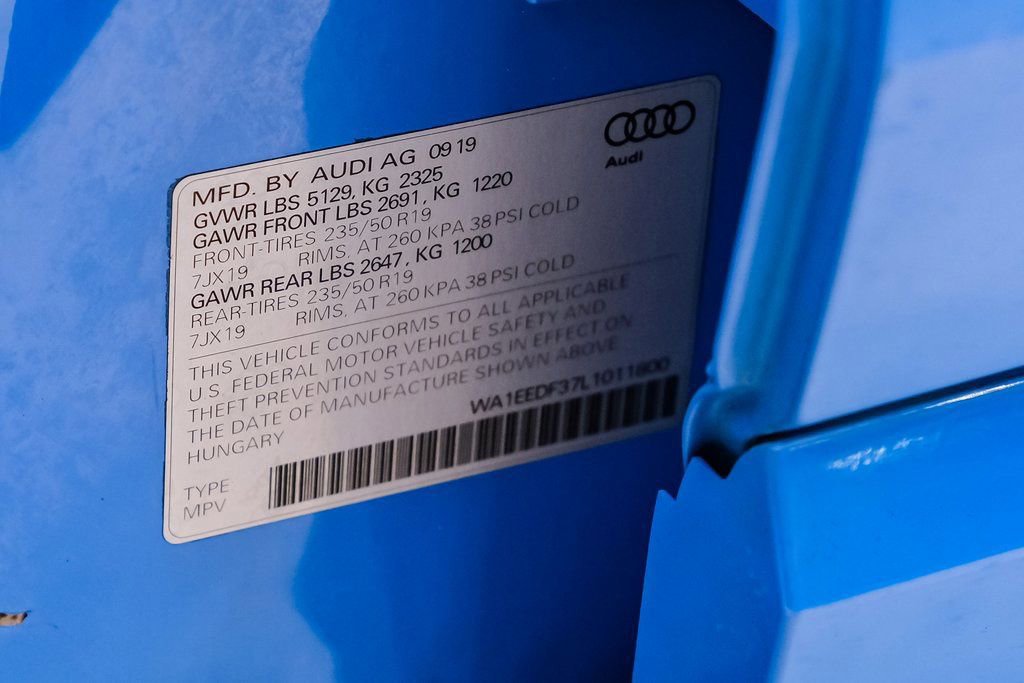 MFD. BY AUDI AG 09 19
Audi
GVWR LBS 5129, KG 2325
GAWR FRONT LBS 2691, KG 1220
FRONT-TIRES 235/50 R19
7JX19 RIMS, AT 260 KPA 38 PSI COLD
GAWR REAR LBS 2647, KG 1200
REAR-TIRES 235/50 R19
7JX19 RIMS, AT 260 KPA 38 PSI COLD
THIS VEHICLE CONFORMS TO ALL APPLICABLE
U.S. FEDERAL MOTOR VEHICLE SAFETY AND
THEFT PREVENTION STANDARDS IN EFFECT ON
THE DATE OF MANUFACTURE SHOWN ABOVE
HUNGARY WA1EEDF37L1011800
TYPE
MPV